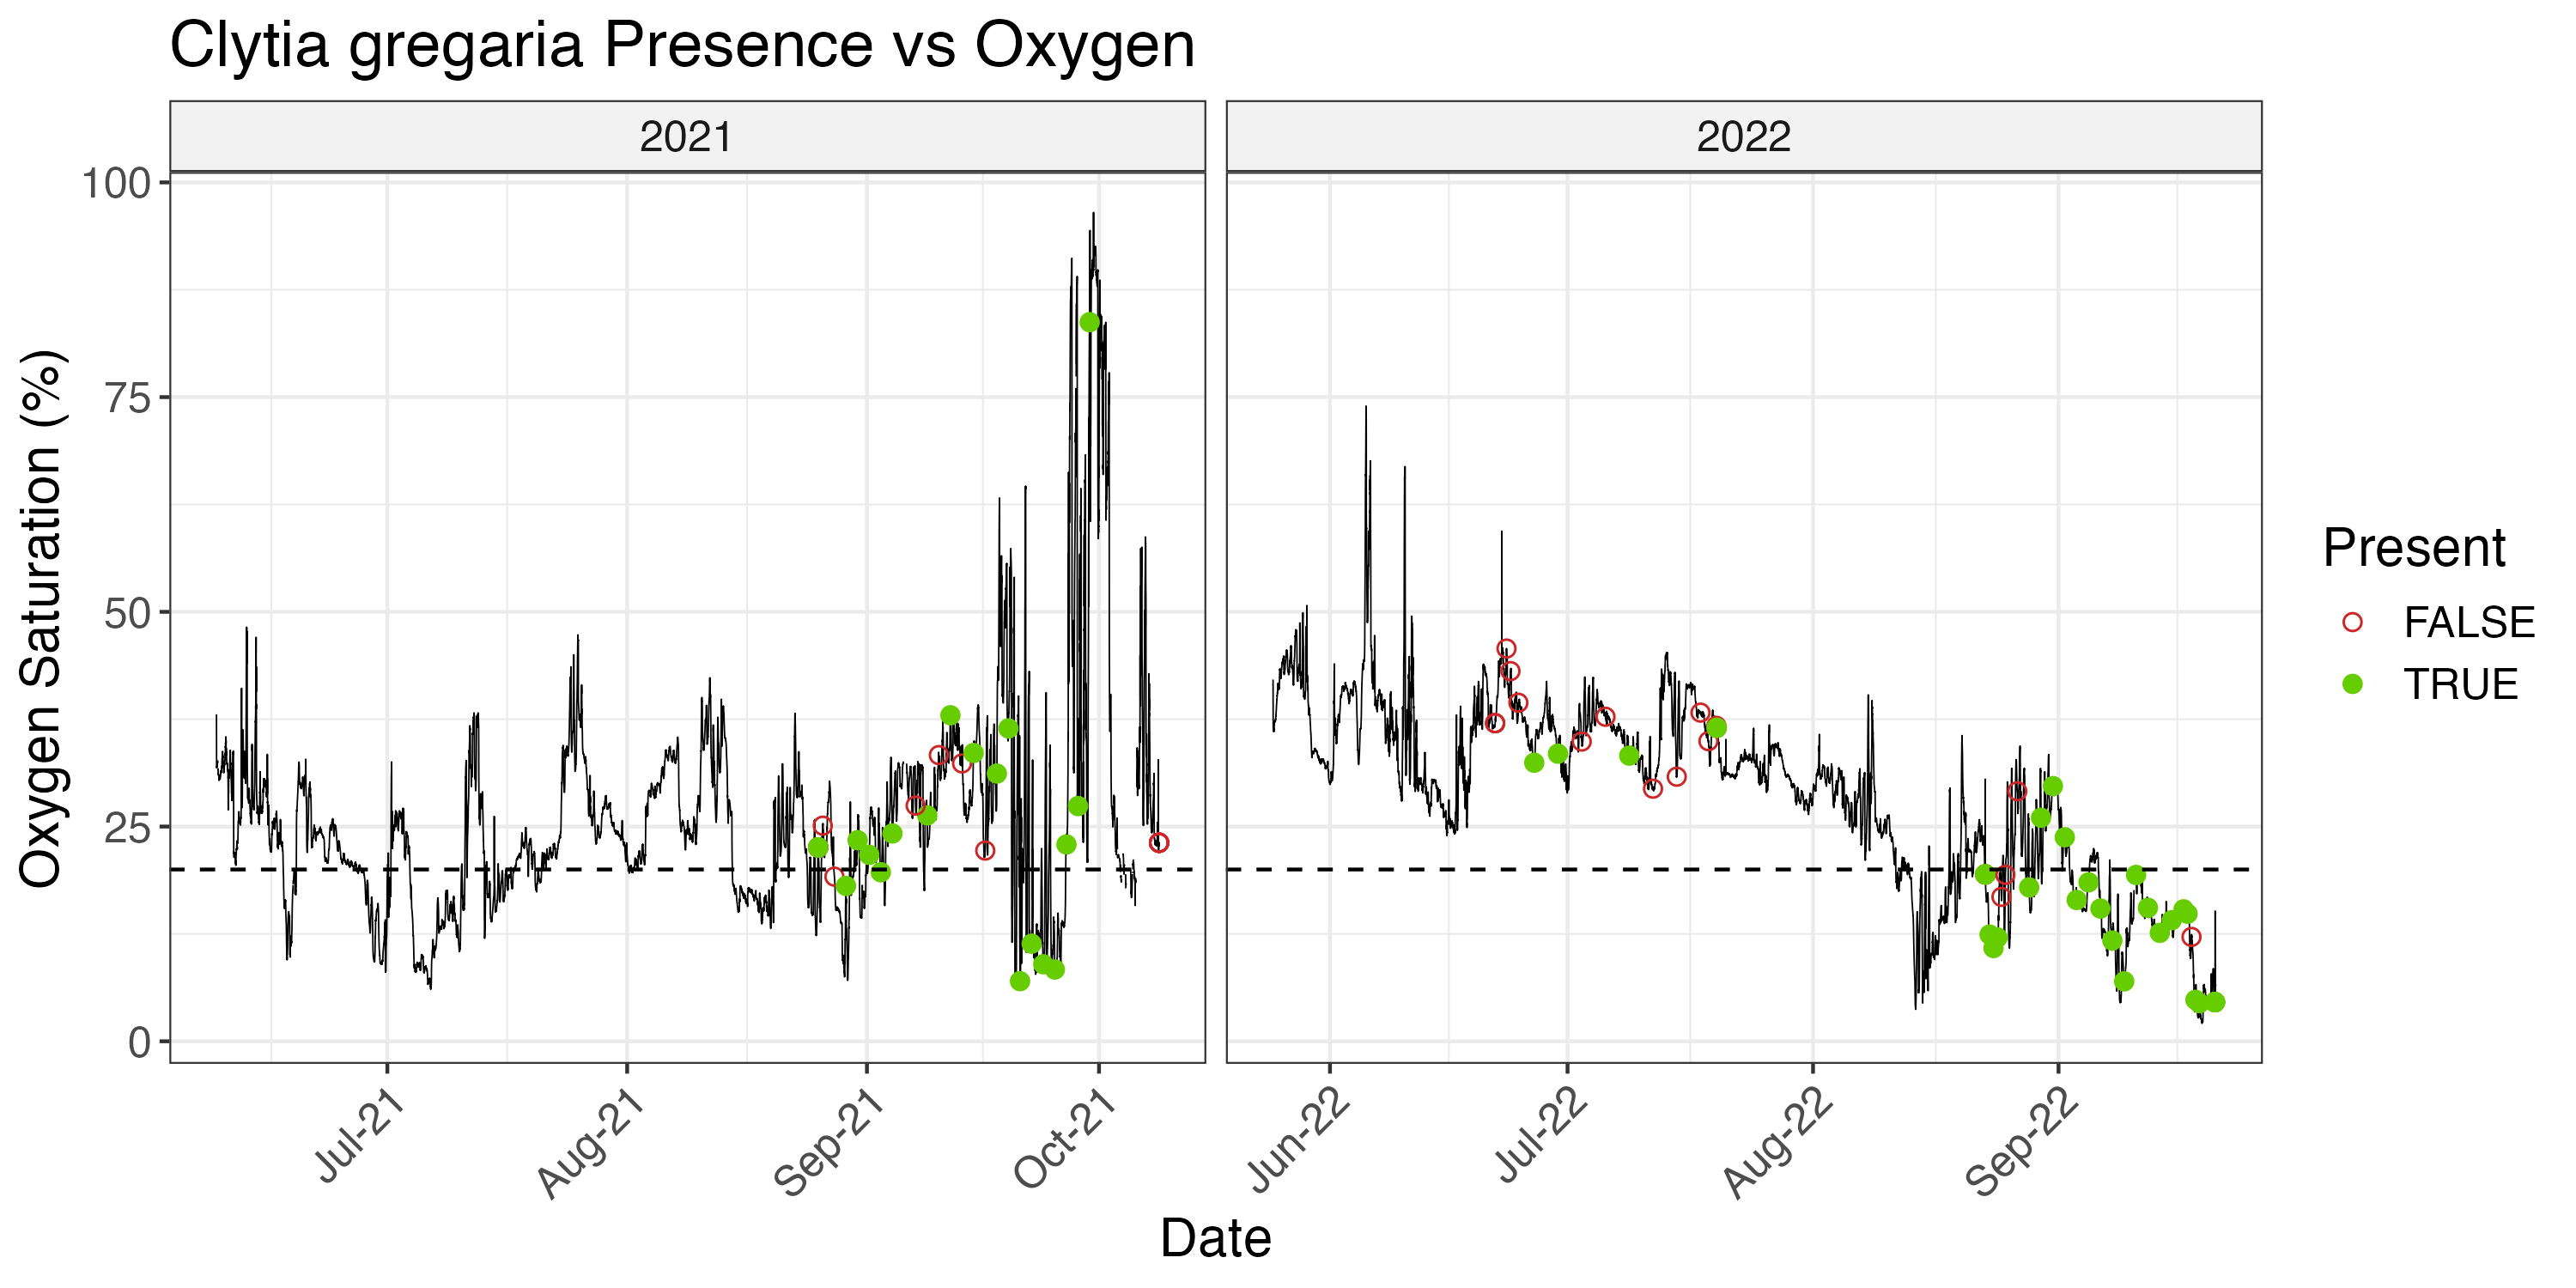 Clytia gregaria Presence vs Oxygen
2021
2022
100
75
50
25
0
Oxygen Saturation (%)
Jul-21
Aug-21
Sep-21
Oct-21
Jun-22
Jul-22
Aug-22
Sep-22
Date
Present
FALSE
TRUE